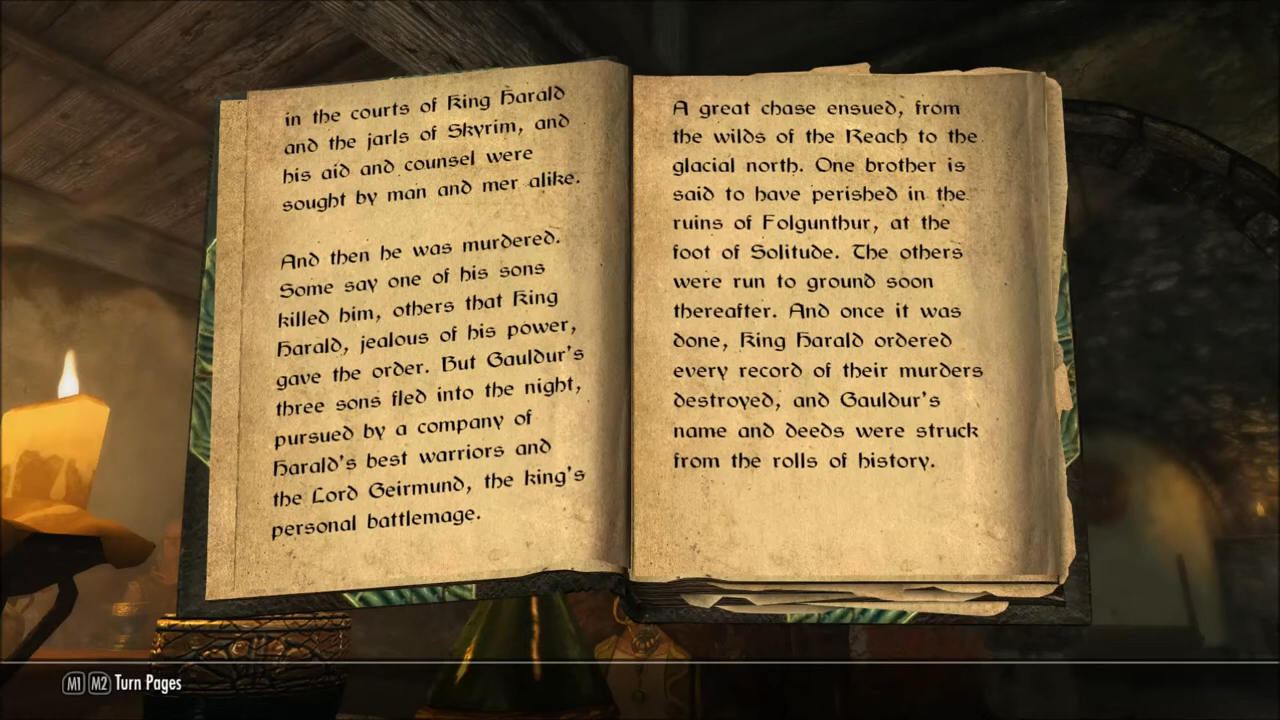 in the courts of King Harald
and the jarls of Skyrim, and
his aid and counsel were
sought by man and mer alike.
And then he was murdered.
Some say one of his sons
killed him, others that King
Harald, jealous of his power,
gave the order. But Gauldur's
three sons fled into the night,
pursued by a company of
Harald's best warriors and
the Lord Geirmund, the king's
personal battlemage.
A great chase ensued, from
the wilds of the Reach to the
glacial north. One brother is
said to have perished in the
ruins of Folgunthur, at the
foot of Solitude. The others
were run to ground soon
thereafter. And once it was
done, King Harald ordered
every record of their murders
destroyed, and Gauldur's
name and deeds were struck
from the rolls of history.
M1 M2 Turn Pages